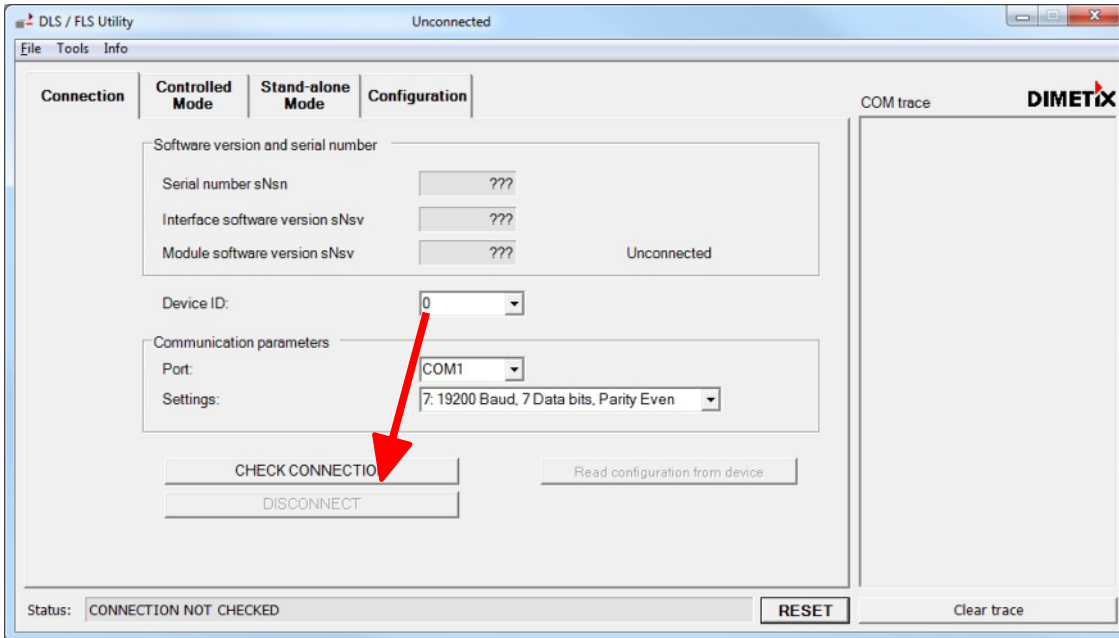 DLS / FLS Utility Unconnected
File Tools Info
Connection
Controlled Mode
Stand-alone Mode
Configuration
COM trace
DIMETIX
Software version and serial number
Serial number sNsn ???
Interface software version sNsv ???
Module software version sNsv ??? Unconnected
Device ID: 0
Communication parameters
Port: COM1
Settings: 7: 19200 Baud, 7 Data bits, Parity Even
CHECK CONNECTIO
Read configuration from device
DISCONNECT
Status: CONNECTION NOT CHECKED
RESET
Clear trace